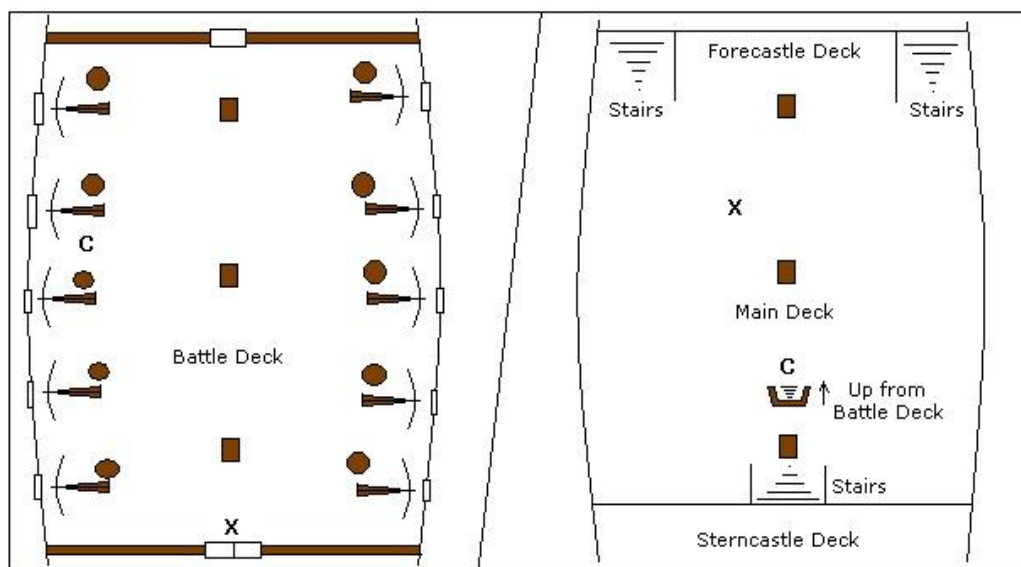 C
Battle Deck
X
Forecastle Deck
Stairs
Stairs
X
Main Deck
C
Up from
Battle Deck
Stairs
Sterncastle Deck